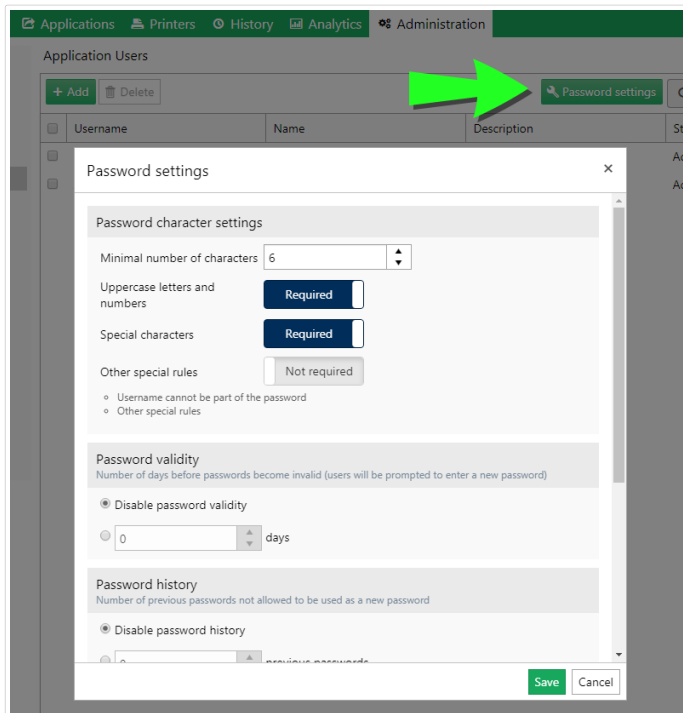 Applications Printers History Analytics Administration
Application Users
+ Add Delete Password settings
Username Name Description St
Password settings ×
Password character settings
Minimal number of characters 6
Uppercase letters and
numbers
Required
Special characters Required
Other special rules Not required
Username cannot be part of the password
Other special rules
Password validity
Number of days before passwords become invalid (users will be prompted to enter a new password)
Disable password validity
0 days
Password history
Number of previous passwords not allowed to be used as a new password
Disable password history
0 previous passwords
Save Cancel